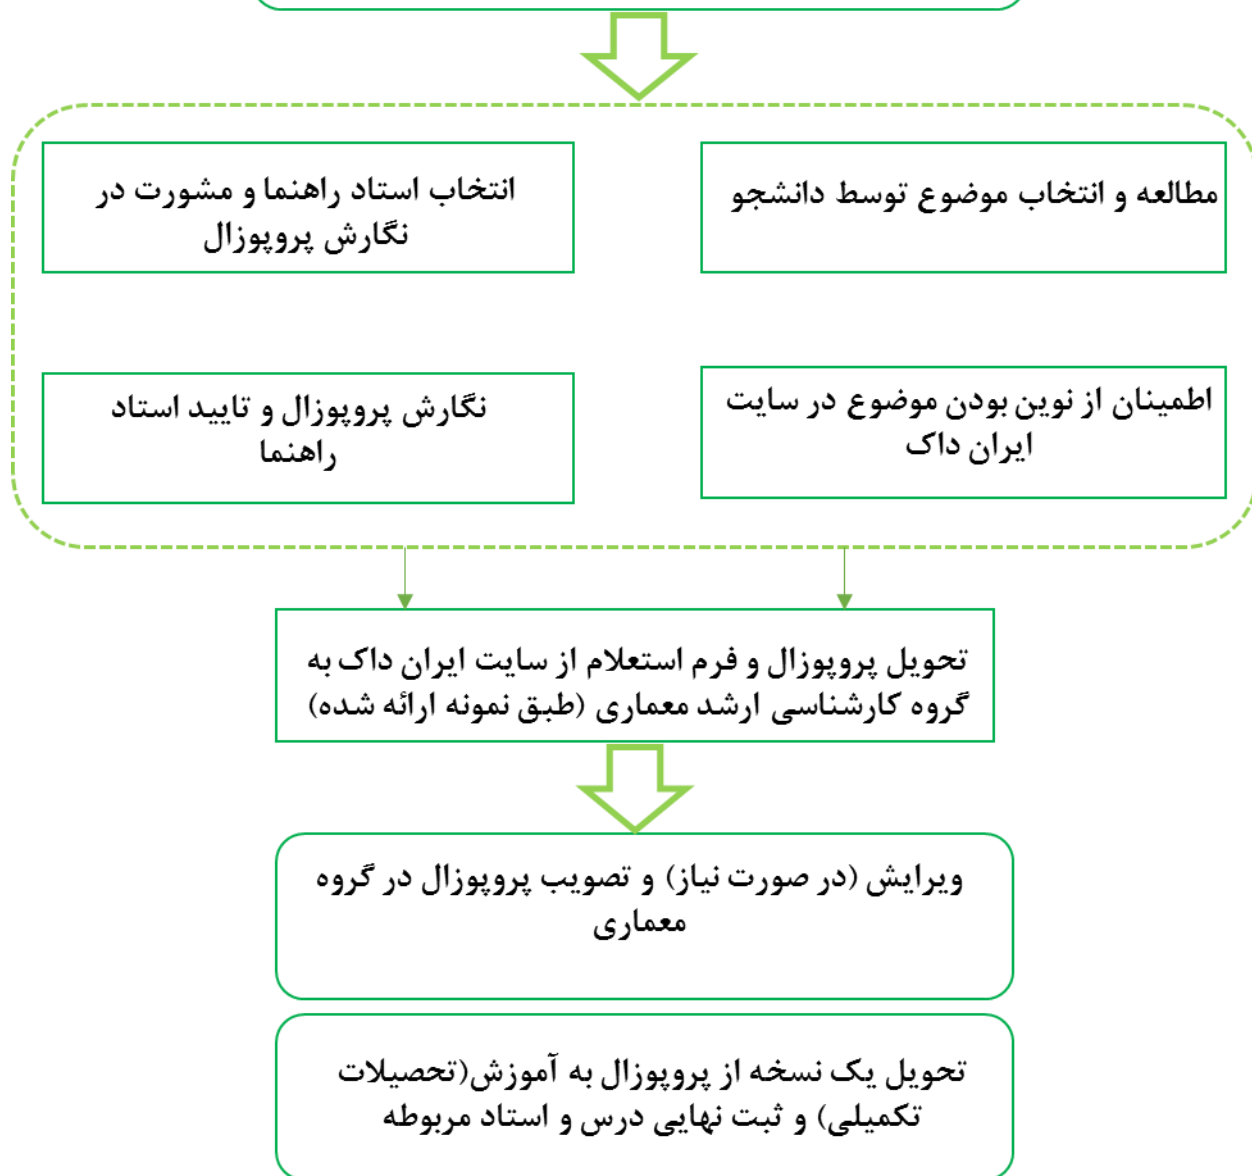 مطالعه و انتخاب موضوع توسط دانشجو
انتخاب استاد راهنما و مشورت در
نگارش پروپوزال
اطمینان از نوین بودن موضوع در سایت
ایران داک
نگارش پروپوزال و تایید استاد
راهنما
تحویل پروپوزال و فرم استعلام از سایت ایران داک به
گروه کارشناسی ارشد معماری (طبق نمونه ارائه شده)
ویرایش (در صورت نیاز) و تصویب پروپوزال در گروه
معماری
تحویل یک نسخه از پروپوزال به آموزش(تحصیلات
تکمیلی) و ثبت نهایی درس و استاد مربوطه